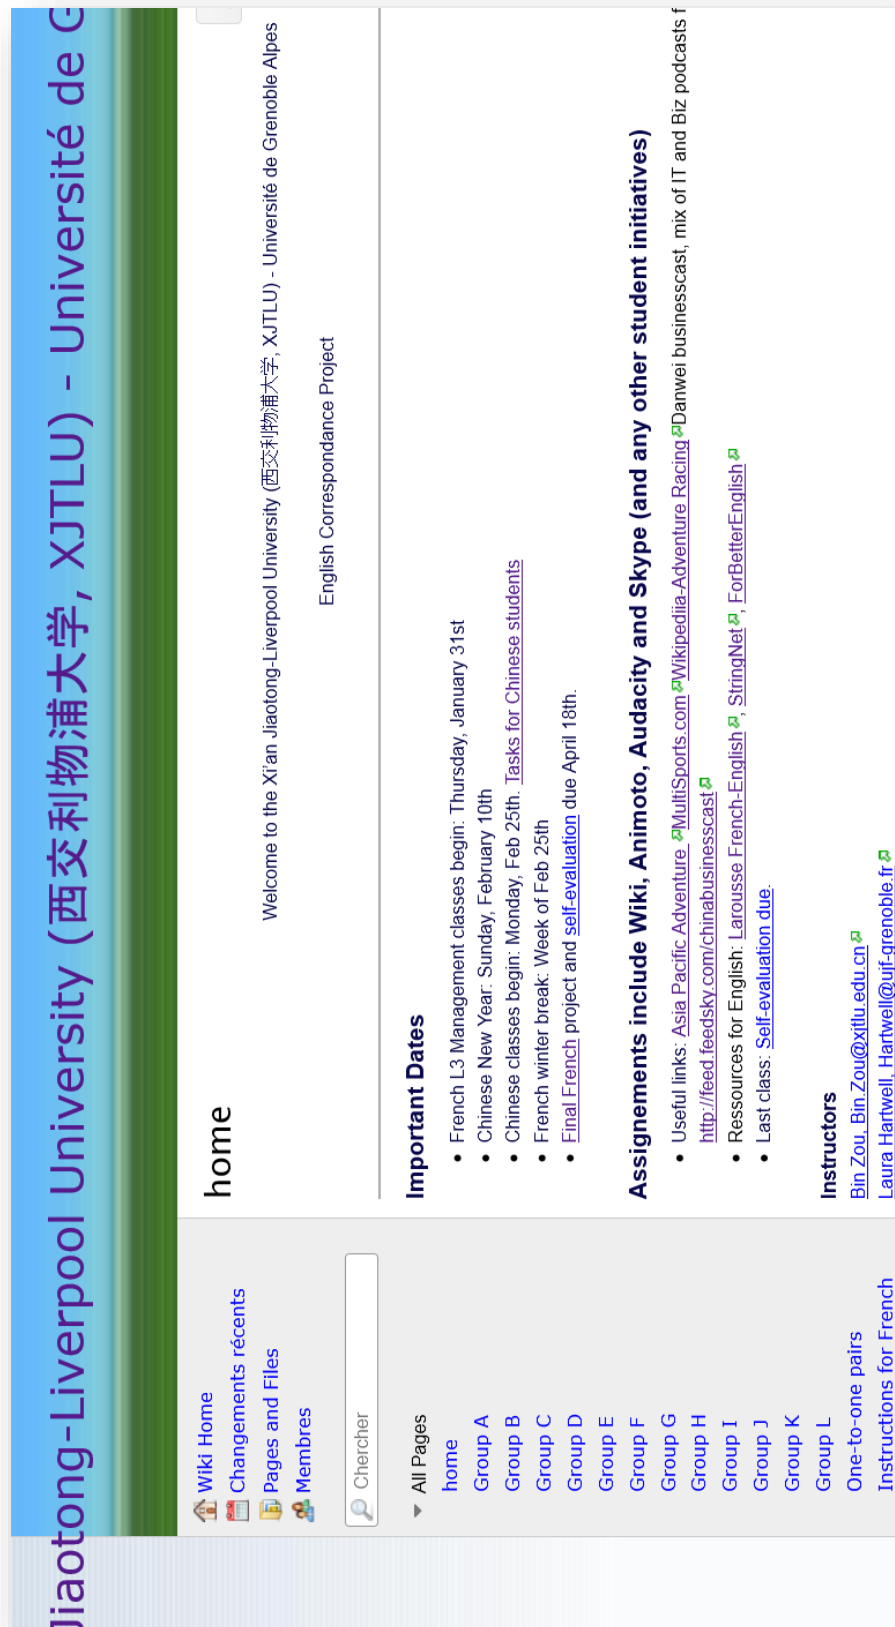 Jiaotong-Liverpool University (西交利物浦大学, XJTLU) - Université de G
Wiki Home
Changements récents
Pages and Files
Membres
Chercher
All Pages
home
Group A
Group B
Group C
Group D
Group E
Group F
Group G
Group H
Group I
Group J
Group K
Group L
One-to-one pairs
Instructions for French
home
Welcome to the Xi'an Jiaotong-Liverpool University (西交利物浦大学, XJTLU) - Université de Grenoble Alpes
English Correspondance Project
Important Dates
• French L3 Management classes begin: Thursday, January 31st
• Chinese New Year: Sunday, February 10th
• Chinese classes begin: Monday, Feb 25th. Tasks for Chinese students
• French winter break: Week of Feb 25th
• Final French project and self-evaluation due April 18th.
Assignements include Wiki, Animoto, Audacity and Skype (and any other student initiatives)
• Useful links: Asia Pacific Adventure MultiSports.com Wikipediia-Adventure Racing Danwei businesscast, mix of IT and Biz podcasts f
http://feed.feedsky.com/chinabusinesscast
• Ressources for English: Larousse French-English, StringNet, ForBetterEnglish
• Last class: Self-evaluation due.
Instructors
Bin Zou, Bin.Zou@xjtlu.edu.cn
Laura Hartwell, Hartwell@ujf-grenoble.fr